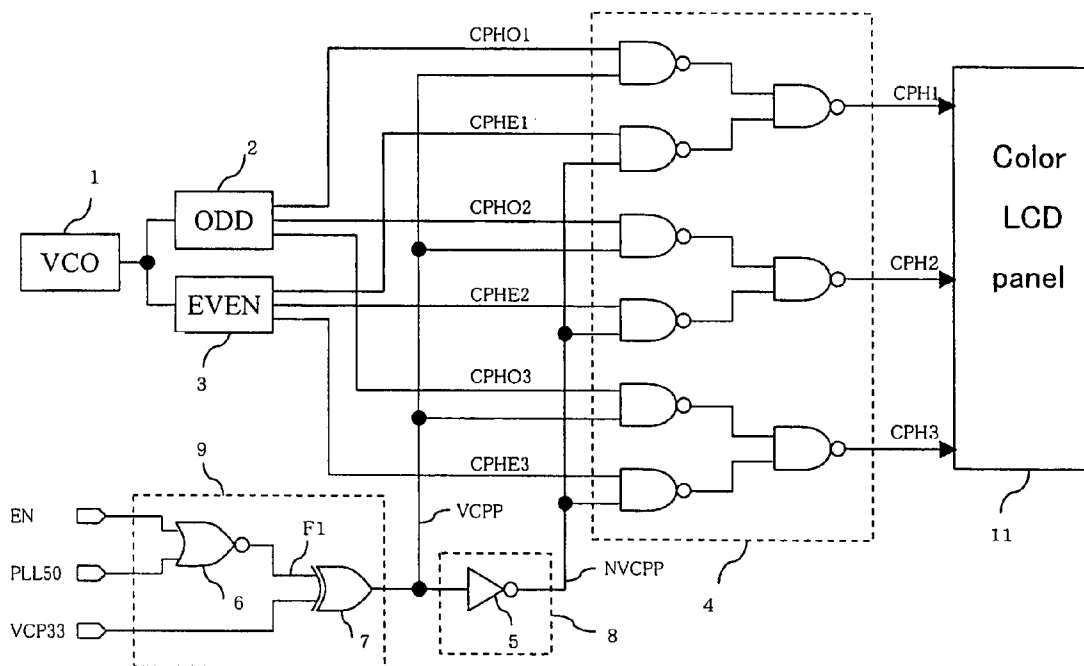 CPHO1
CPHE1
CPH1
2
1
ODD
VCO
CPHO2
Color
LCD
panel
EVEN
CPHE2
CPH2
3
CPHO3
CPH3
9
CPHE3
11
EN
F1
VCPP
PLL50
6
NVCPP
4
VCP33
7
5
8